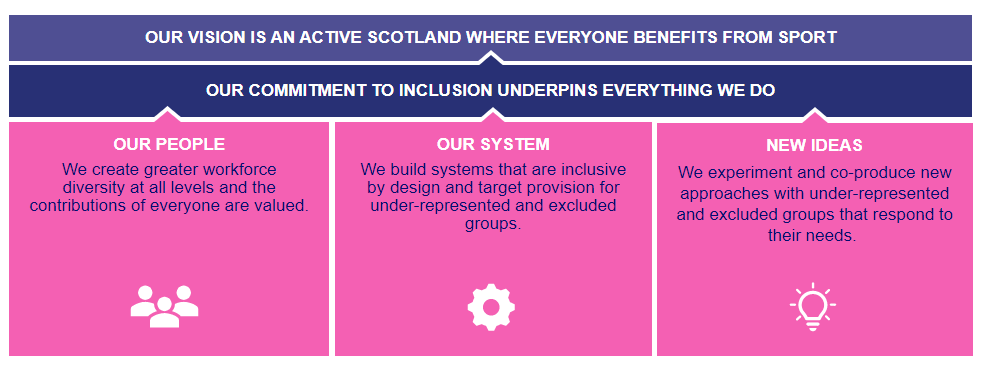 OUR VISION IS AN ACTIVE SCOTLAND WHERE EVERYONE BENEFITS FROM SPORT
OUR COMMITMENT TO INCLUSION UNDERPINS EVERYTHING WE DO
OUR PEOPLE
We create greater workforce
diversity at all levels and the
contributions of everyone are valued.
OUR SYSTEM
We build systems that are inclusive
by design and target provision for
under-represented and excluded
groups.
NEW IDEAS
We experiment and co-produce new
approaches with under-represented
and excluded groups that respond to
their needs.